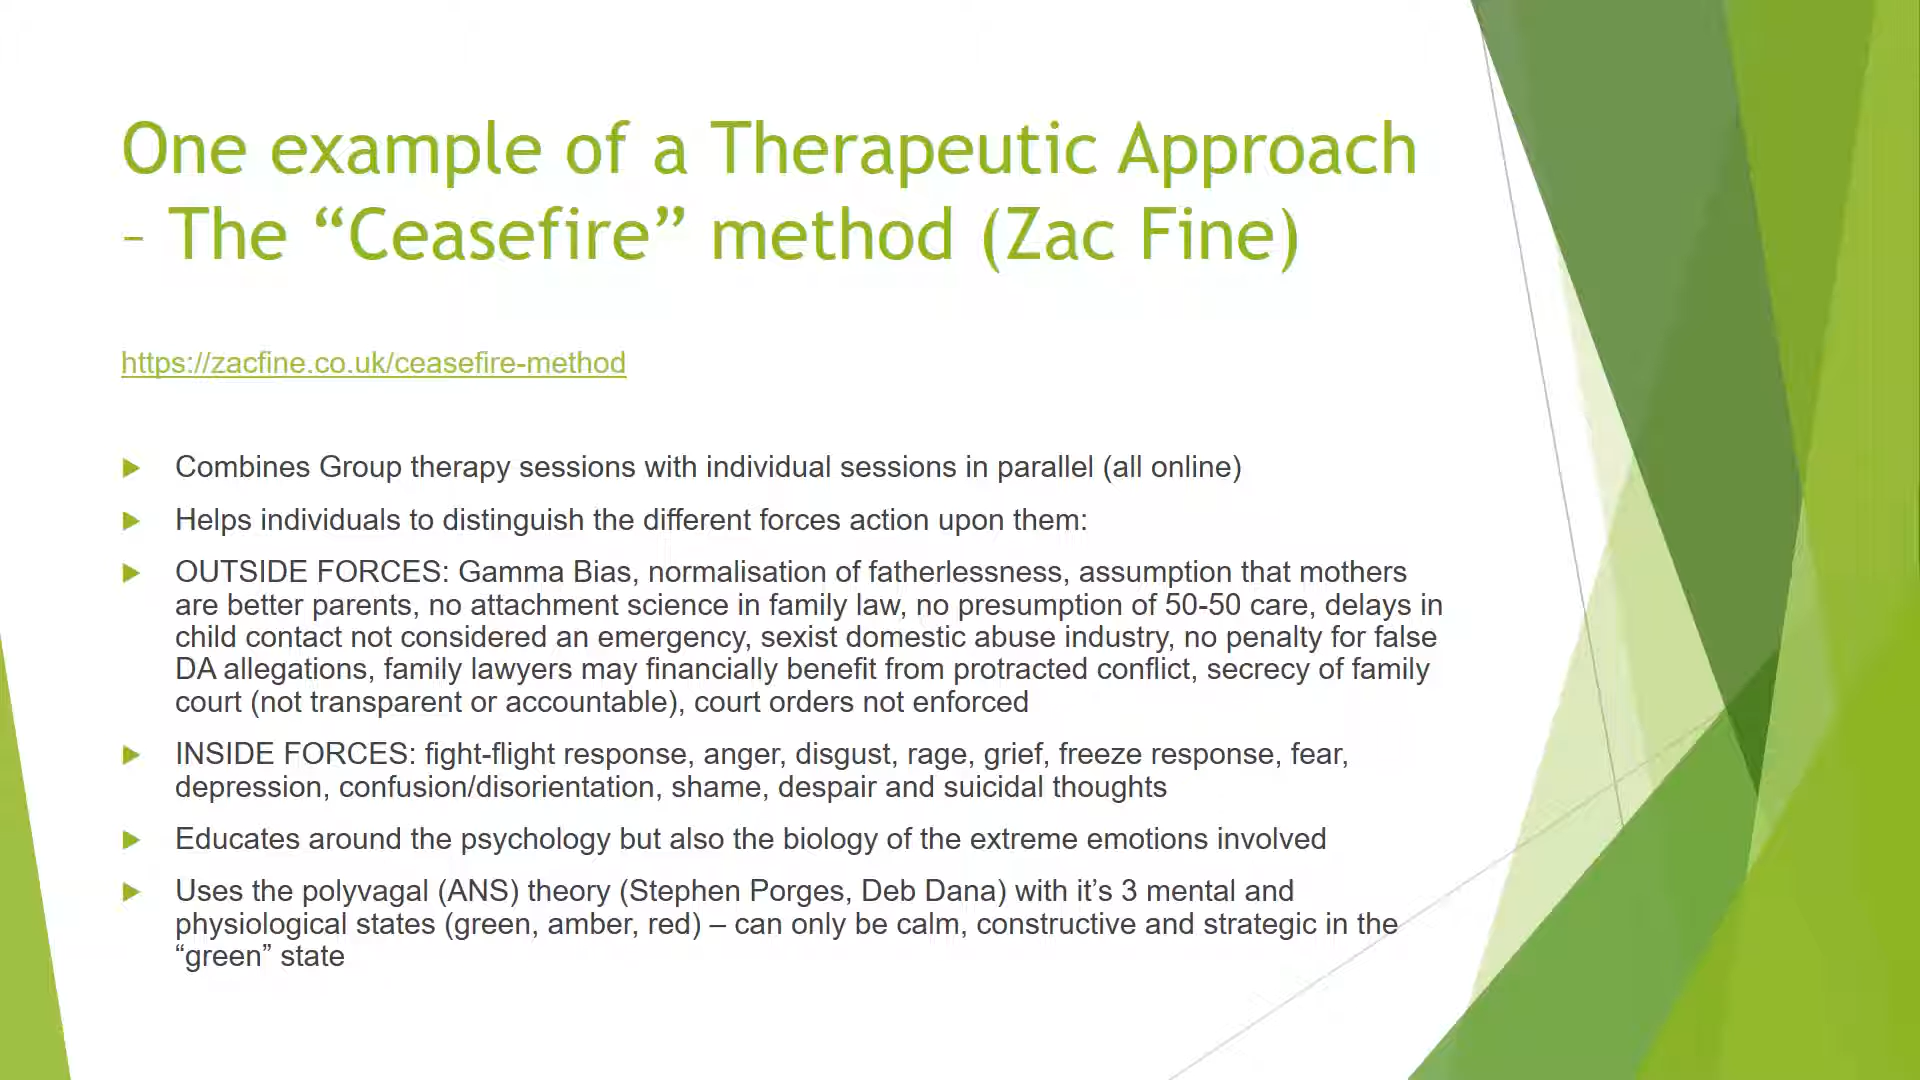 One example of a Therapeutic Approach
– The “Ceasefire” method (Zac Fine)
https://zacfine.co.uk/ceasefire-method
Combines Group therapy sessions with individual sessions in parallel (all online)
Helps individuals to distinguish the different forces action upon them:
OUTSIDE FORCES: Gamma Bias, normalisation of fatherlessness, assumption that mothers
are better parents, no attachment science in family law, no presumption of 50-50 care, delays in
child contact not considered an emergency, sexist domestic abuse industry, no penalty for false
DA allegations, family lawyers may financially benefit from protracted conflict, secrecy of family
court (not transparent or accountable), court orders not enforced
INSIDE FORCES: fight-flight response, anger, disgust, rage, grief, freeze response, fear,
depression, confusion/disorientation, shame, despair and suicidal thoughts
Educates around the psychology but also the biology of the extreme emotions involved
Uses the polyvagal (ANS) theory (Stephen Porges, Deb Dana) with it’s 3 mental and
physiological states (green, amber, red) – can only be calm, constructive and strategic in the
“green” state